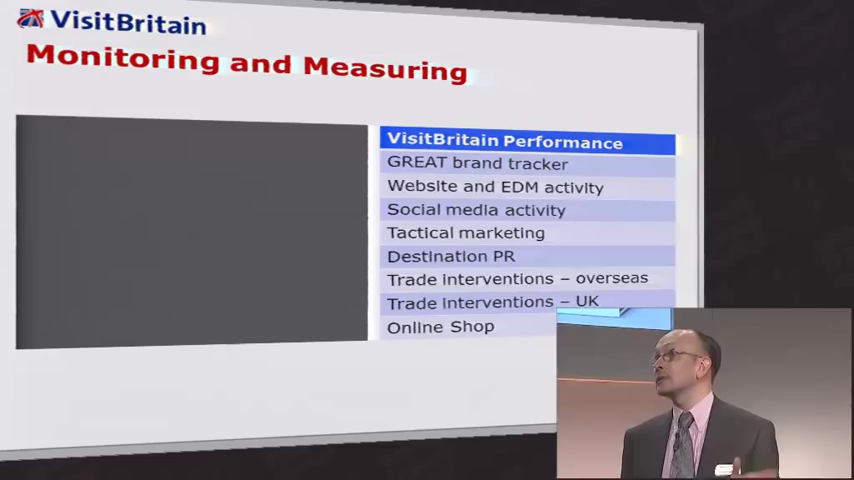 VisitBritain
Monitoring and Measuring
VisitBritain Performance
GREAT brand tracker
Website and EDM activity
Social media activity
Tactical marketing
Destination PR
Trade interventions – overseas
Trade interventions – UK
Online Shop